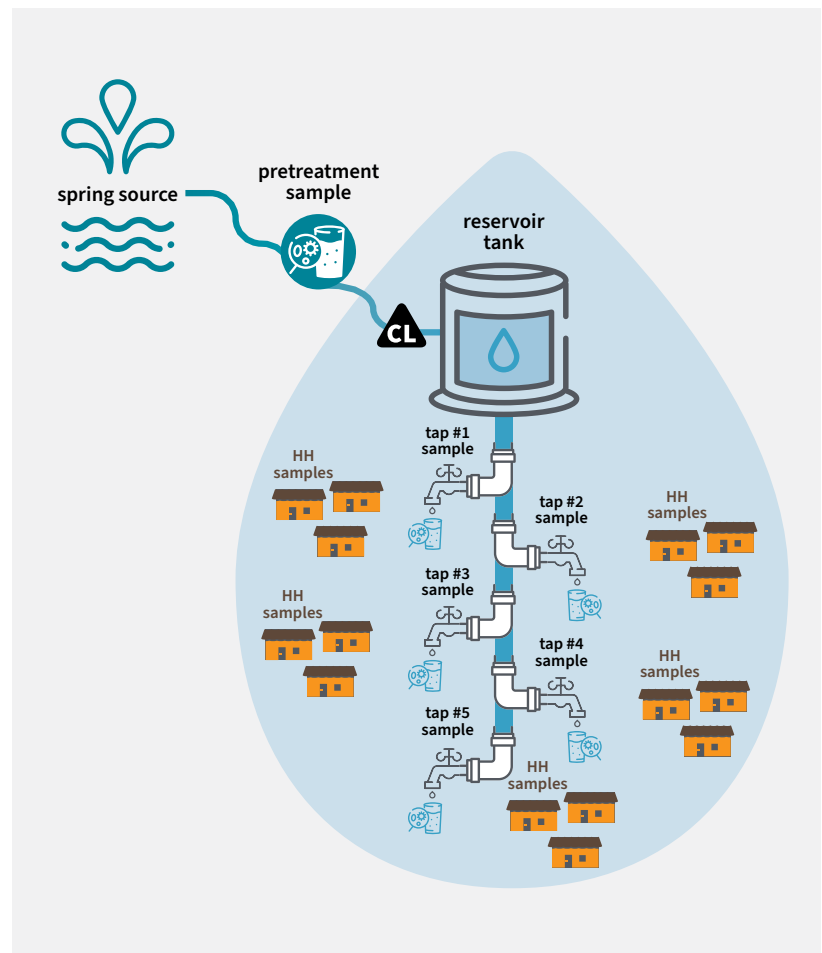 spring source
pretreatment
sample
CL
reservoir
tank
tap #1
sample
HH
samples
tap #2
sample
HH
samples
tap #3
sample
HH
samples
tap #4
sample
HH
samples
tap #5
sample
HH
samples